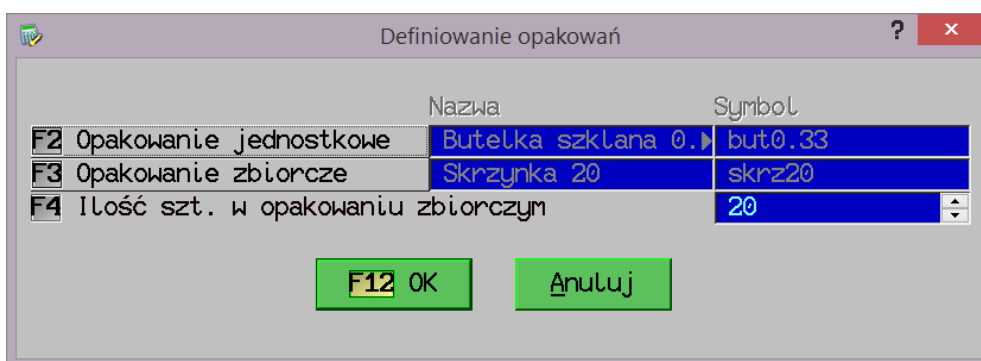 Definiowanie opakowań ? ×
Nazwa Symbol
F2 Opakowanie jednostkowe Butelka szklana 0. but0.33
F3 Opakowanie zbiorcze Skrzynka 20 skrz20
F4 Ilość szt. w opakowaniu zbiorczym 20
F12 OK Anuluj